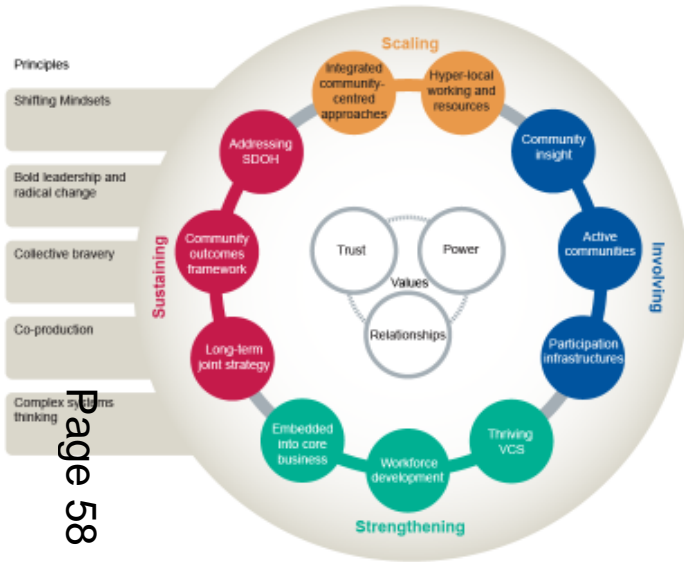 Principles
Shifting Mindsets
Bold leadership and
radical change
Collective bravery
Co-production
Complex systems
thinking
Page 58
Scaling
Integrated
community-
centred
approaches
Hyper-local
working and
resources
Involving
Community
insight
Active
communities
Participation
infrastructures
Strengthening
Thriving
VCS
Workforce
development
Embedded
into core
business
Sustaining
Long-term
joint strategy
Community
outcomes
framework
Addressing
SDOH
Trust
Power
Values
Relationships